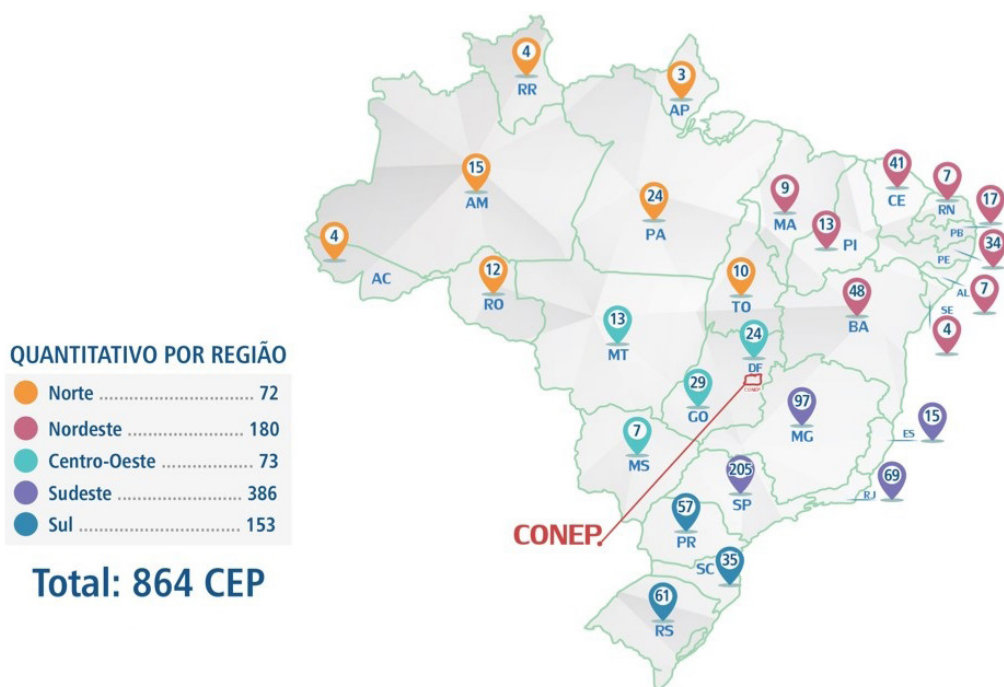 4
RR
3
AP
15
AM
24
PA
9
MA
41
CE
7
RN
17
PB
13
PI
34
PE
4
AC
12
RO
10
TO
48
BA
7
AL
4
SE
13
MT
24
DF
CONEP
29
GO
97
MG
15
ES
7
MS
205
SP
69
RJ
CONEP
57
PR
35
SC
61
RS
QUANTITATIVO POR REGIÃO
Norte ........................ 72
Nordeste .................. 180
Centro-Oeste ............ 73
Sudeste ..................... 386
Sul ............................ 153
Total: 864 CEP